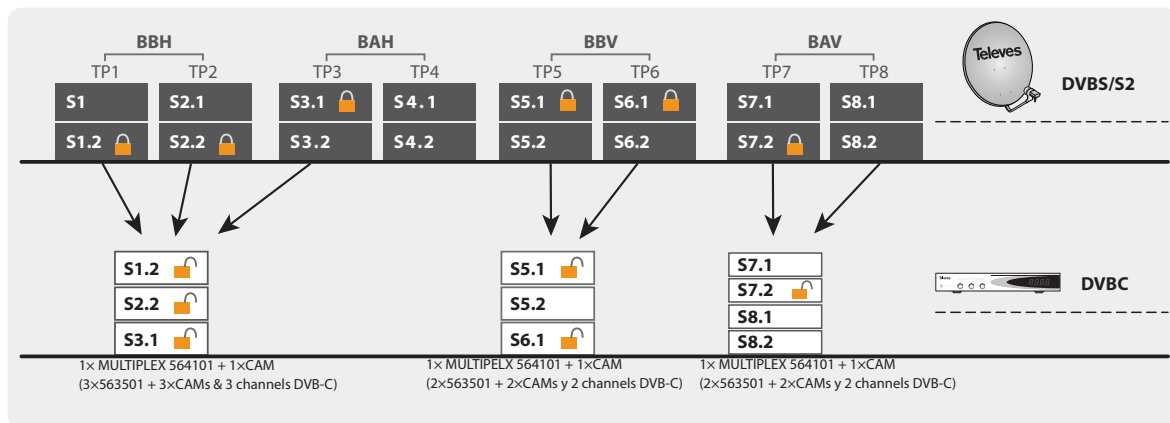 BBH BAH BBV BAV
TP1 TP2 TP3 TP4 TP5 TP6 TP7 TP8
Televes
DVBS/S2
S1 S2.1 S3.1 S4.1 S5.1 S6.1 S7.1 S8.1
S1.2 S2.2 S3.2 S4.2 S5.2 S6.2 S7.2 S8.2
S1.2 S5.1 S7.1
S7.2
DVBC
S2.2 S5.2
S8.1
S3.1 S6.1 S8.2
1× MULTIPLEX 564101 + 1×CAM
(3×563501 + 3×CAMs & 3 channels DVB-C)
1× MULTIPELX 564101 + 1×CAM
(2×563501 + 2×CAMs y 2 channels DVB-C)
1× MULTIPLEX 564101 + 1×CAM
(2×563501 + 2×CAMs y 2 channels DVB-C)